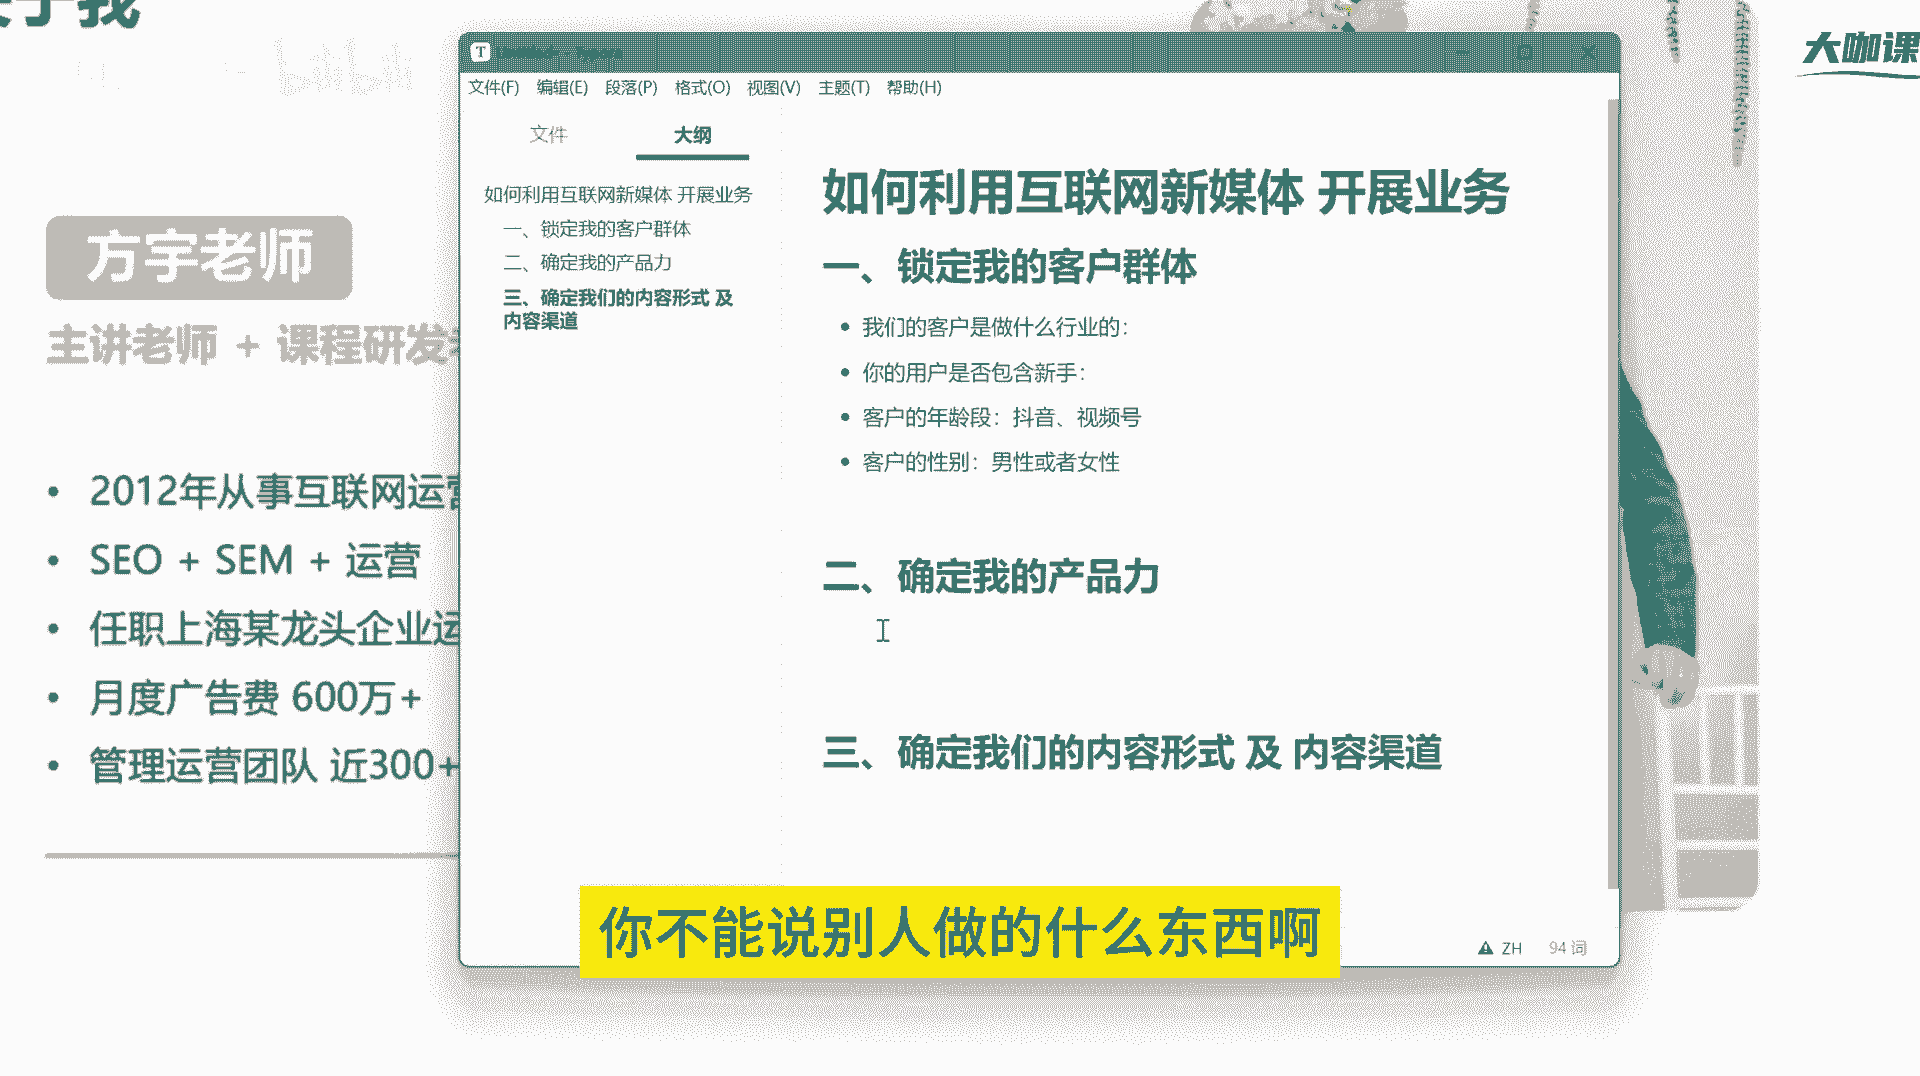 大咖课
方宇老师
主讲老师 + 课程研发
• 2012年从事互联网运营
• SEO + SEM + 运营
• 任职上海某龙头企业运
• 月度广告费 600万+
• 管理运营团队 近300+
文件(F) 编辑(E) 段落(P) 格式(O) 视图(V) 主题(T) 帮助(H)
文件 大纲
如何利用互联网新媒体 开展业务
一、锁定我的客户群体
二、确定我的产品力
三、确定我们的内容形式 及
内容渠道
如何利用互联网新媒体 开展业务
一、锁定我的客户群体
• 我们的客户是做什么行业的：
• 你的用户是否包含新手：
• 客户的年龄段：抖音、视频号
• 客户的性别：男性或者女性
二、确定我的产品力
三、确定我们的内容形式 及 内容渠道
ZH 94 词
你不能说别人做的什么东西啊